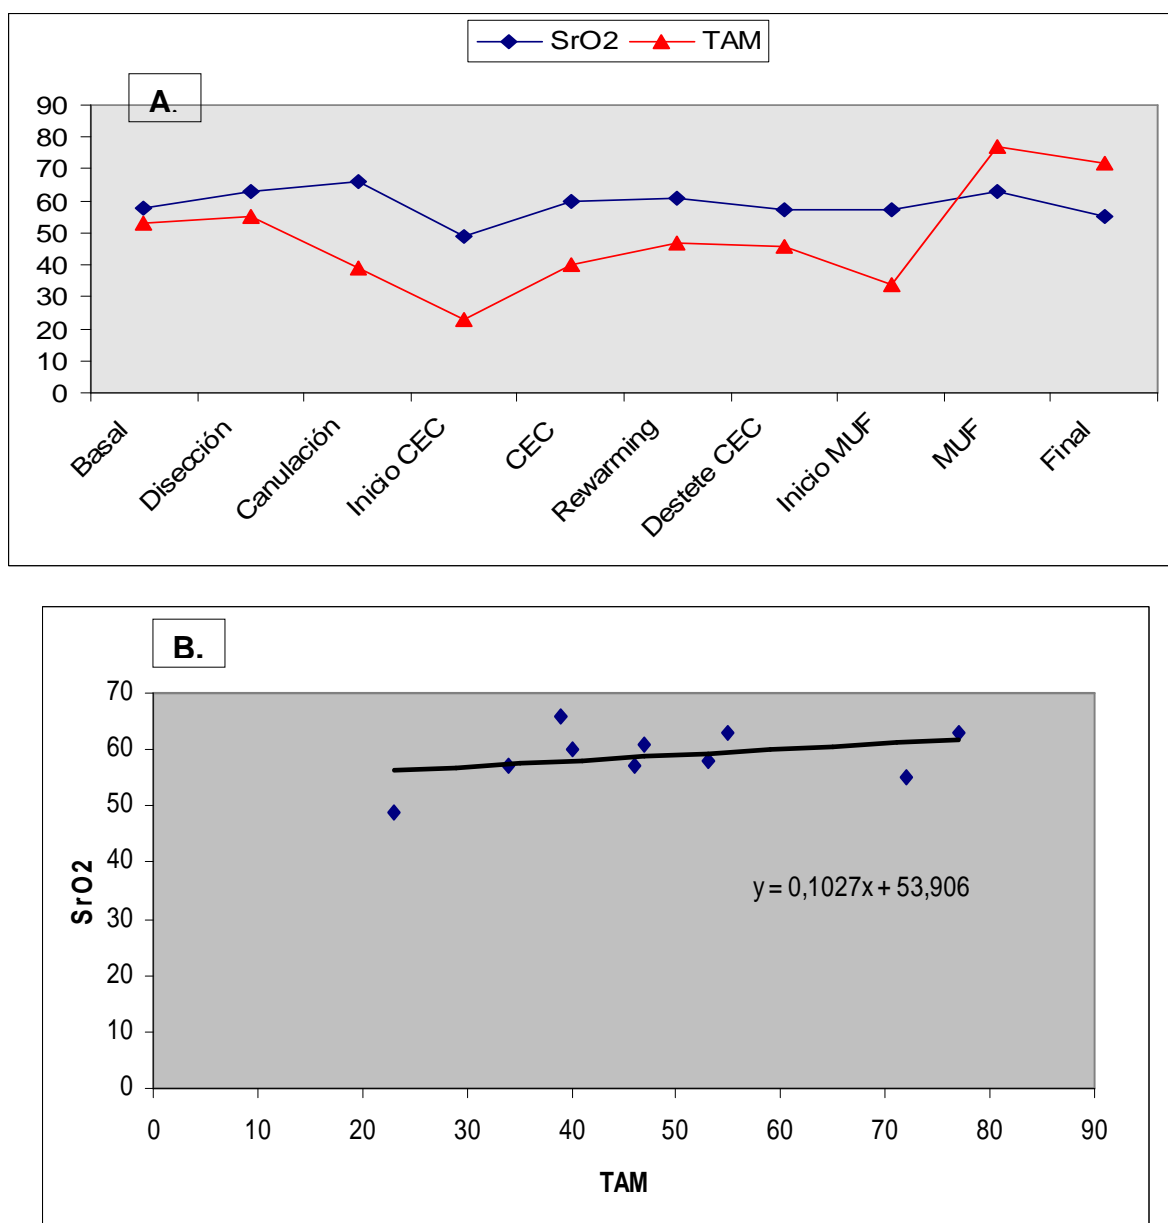 SrO2 TAM
A.
90
80
70
60
50
40
30
20
10
0
Basal
Disección
Canulación
Inicio CEC
CEC
Rewarming
Destete CEC
Inicio MUF
MUF
Final
B.
70
60
50
40
30
20
10
0
SrO2
y = 0,1027x + 53,906
0 10 20 30 40 50 60 70 80 90
TAM